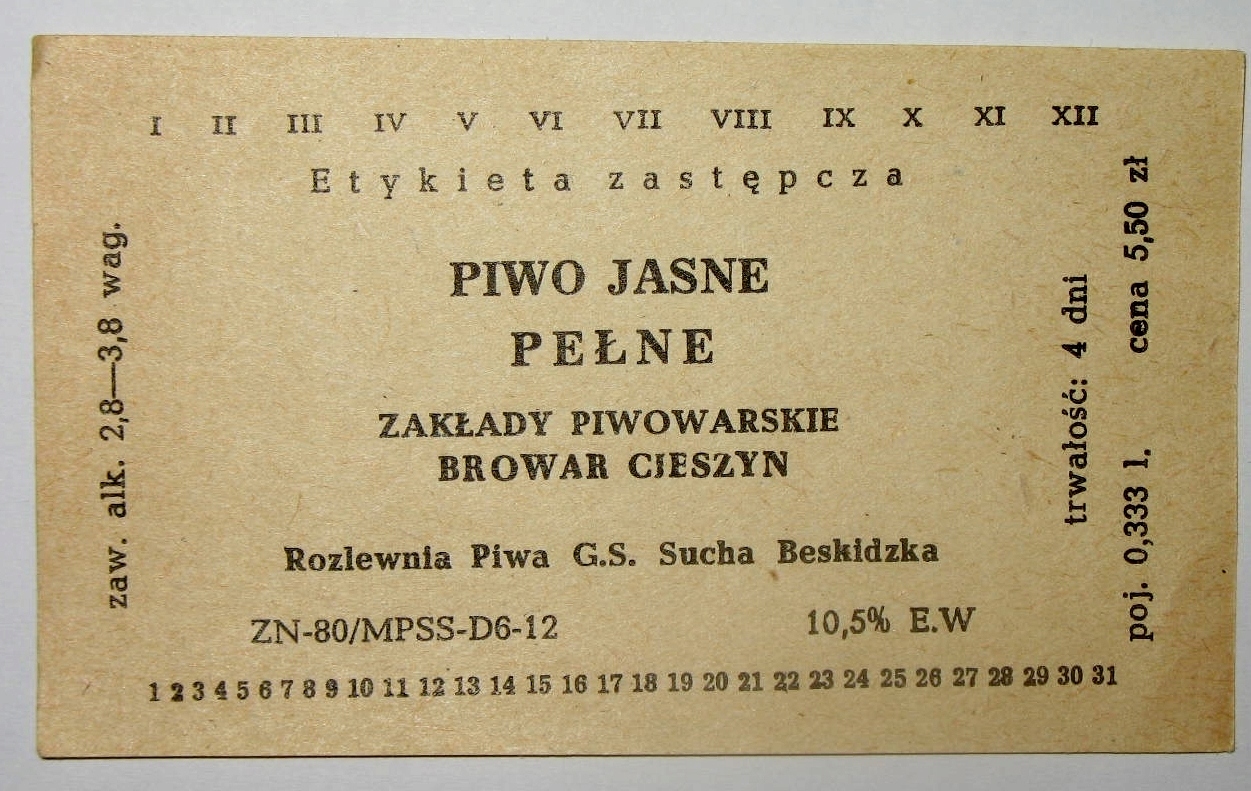 I II III IV V VI VII VIII IX X XI XII
Etykieta zastępcza
zaw. alk. 2,8—3,8 wag.
PIWO JASNE
PEŁNE
ZAKŁADY PIWOWARSKIE
BROWAR CIESZYN
Rozlewnia Piwa G.S. Sucha Beskidzka
ZN-80/MPSS-D6-12 10,5% E.W
trwałość: 4 dni
poj. 0,333 l. cena 5,50 zł
1 2 3 4 5 6 7 8 9 10 11 12 13 14 15 16 17 18 19 20 21 22 23 24 25 26 27 28 29 30 31